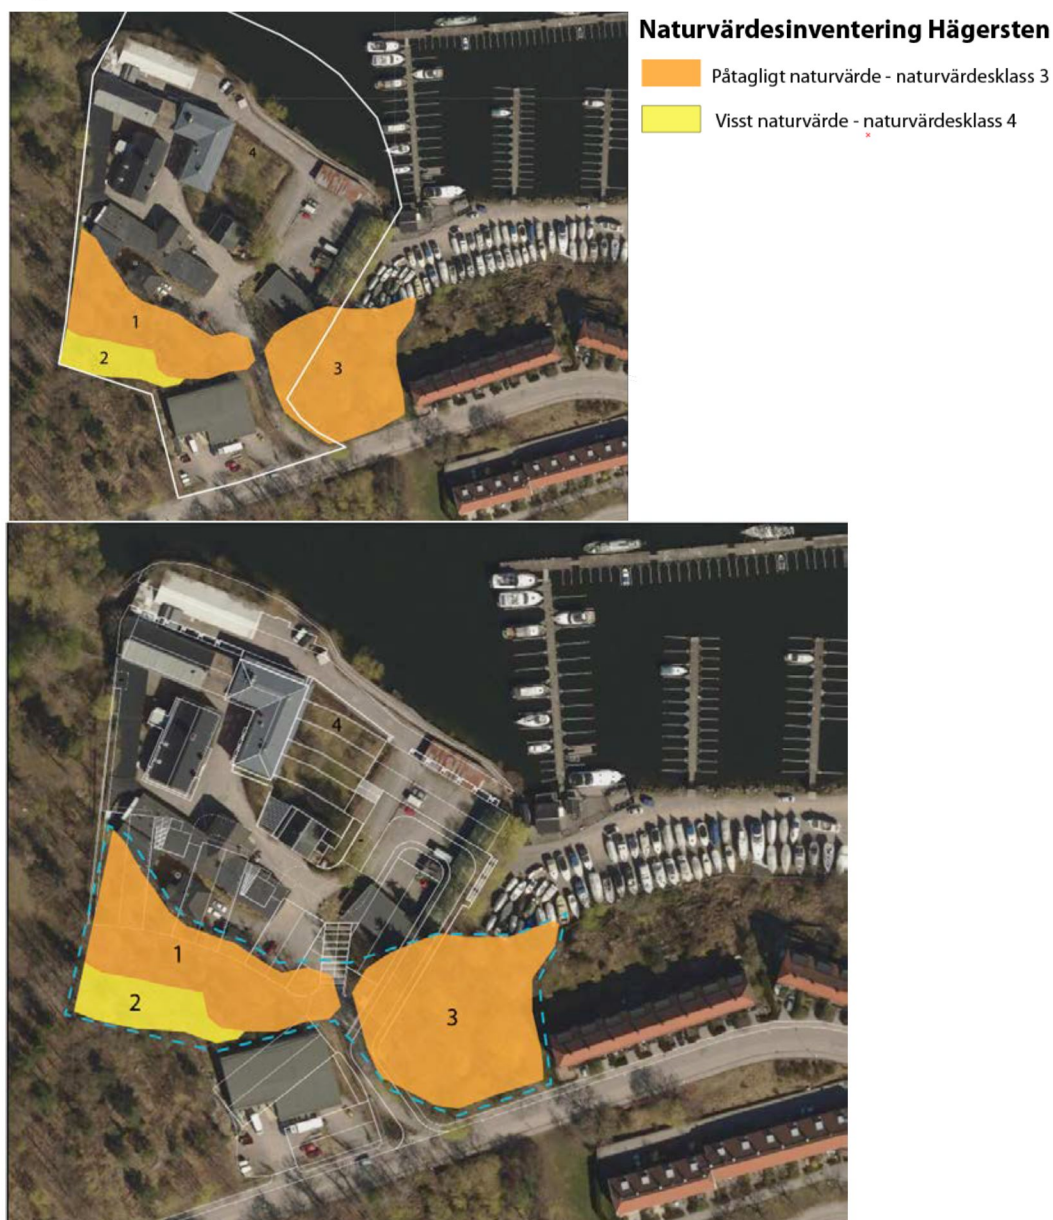 Naturvärdesinventering Hägersten
Påtagligt naturvärde - naturvärdesklass 3
Visst naturvärde - naturvärdesklass 4
4
1
2
3
4
1
2
3